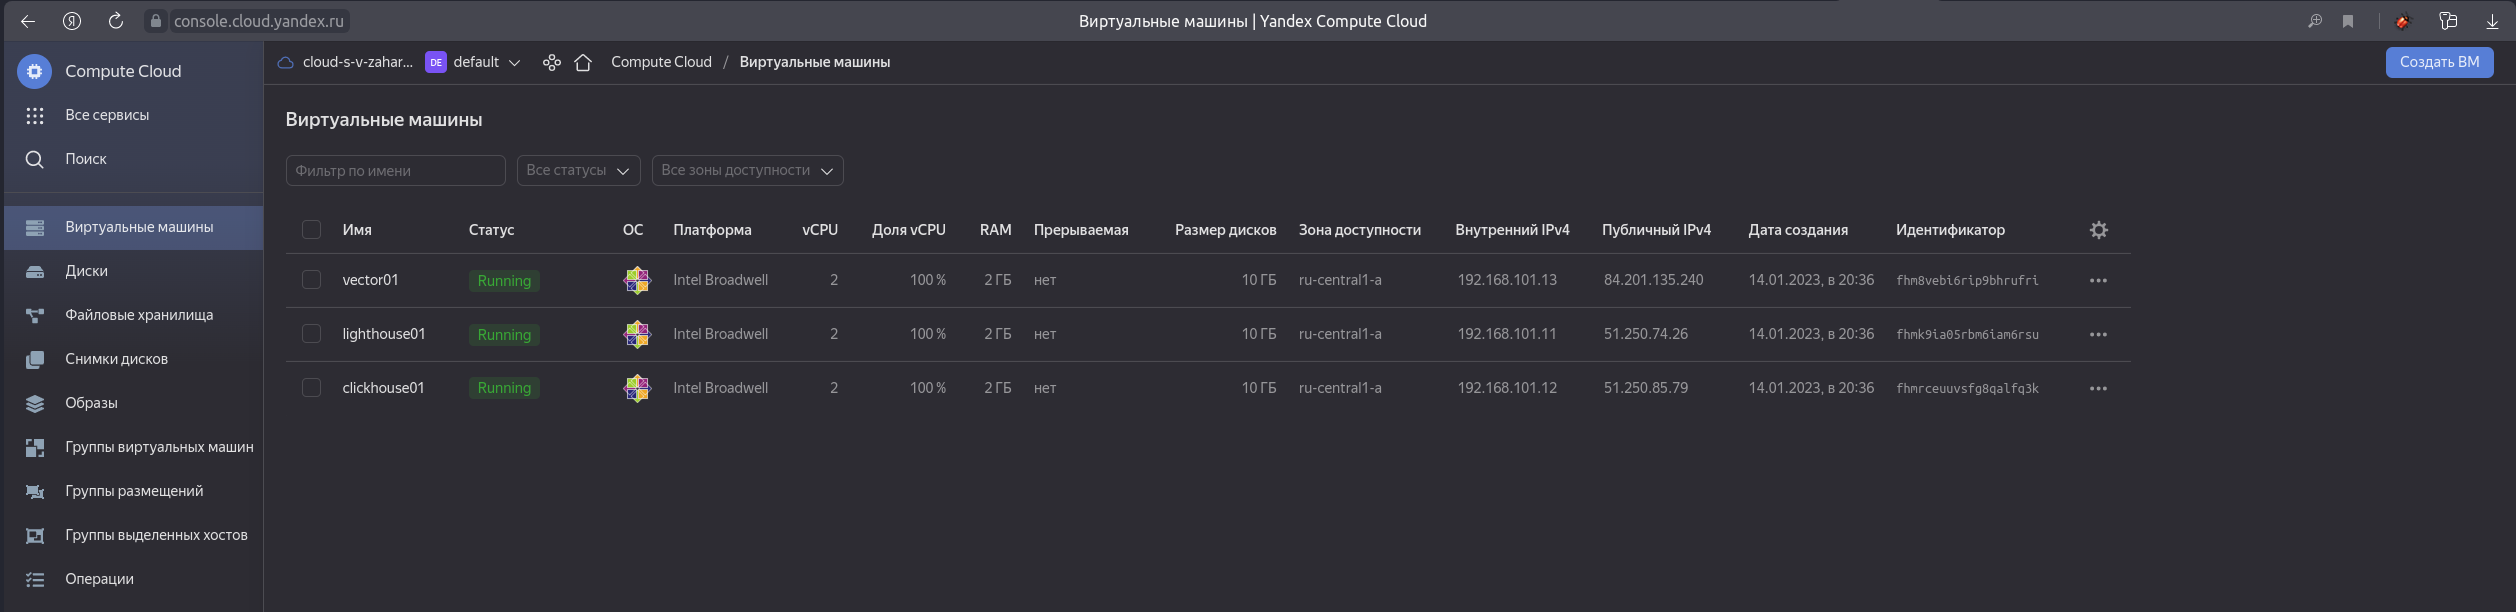 console.cloud.yandex.ru
Виртуальные машины | Yandex Compute Cloud
Compute Cloud
Все сервисы
Поиск
Виртуальные машины
Диски
Файловые хранилища
Снимки дисков
Образы
Группы виртуальных машин
Группы размещений
Группы выделенных хостов
Операции
cloud-s-v-zahar... DE default Compute Cloud / Виртуальные машины Создать ВМ
Виртуальные машины
Фильтр по имени Все статусы Все зоны доступности
Имя Статус ОС Платформа vCPU Доля vCPU RAM Прерываемая Размер дисков Зона доступности Внутренний IPv4 Публичный IPv4 Дата создания Идентификатор
vector01 Running Intel Broadwell 2 100 % 2 ГБ нет 10 ГБ ru-central1-a 192.168.101.13 84.201.135.240 14.01.2023, в 20:36 fhm8vebi6rip9bhrufri
lighthouse01 Running Intel Broadwell 2 100 % 2 ГБ нет 10 ГБ ru-central1-a 192.168.101.11 51.250.74.26 14.01.2023, в 20:36 fhmk9ia05rbm6iam6rsu
clickhouse01 Running Intel Broadwell 2 100 % 2 ГБ нет 10 ГБ ru-central1-a 192.168.101.12 51.250.85.79 14.01.2023, в 20:36 fhmrceuuvsfg8qalfq3k